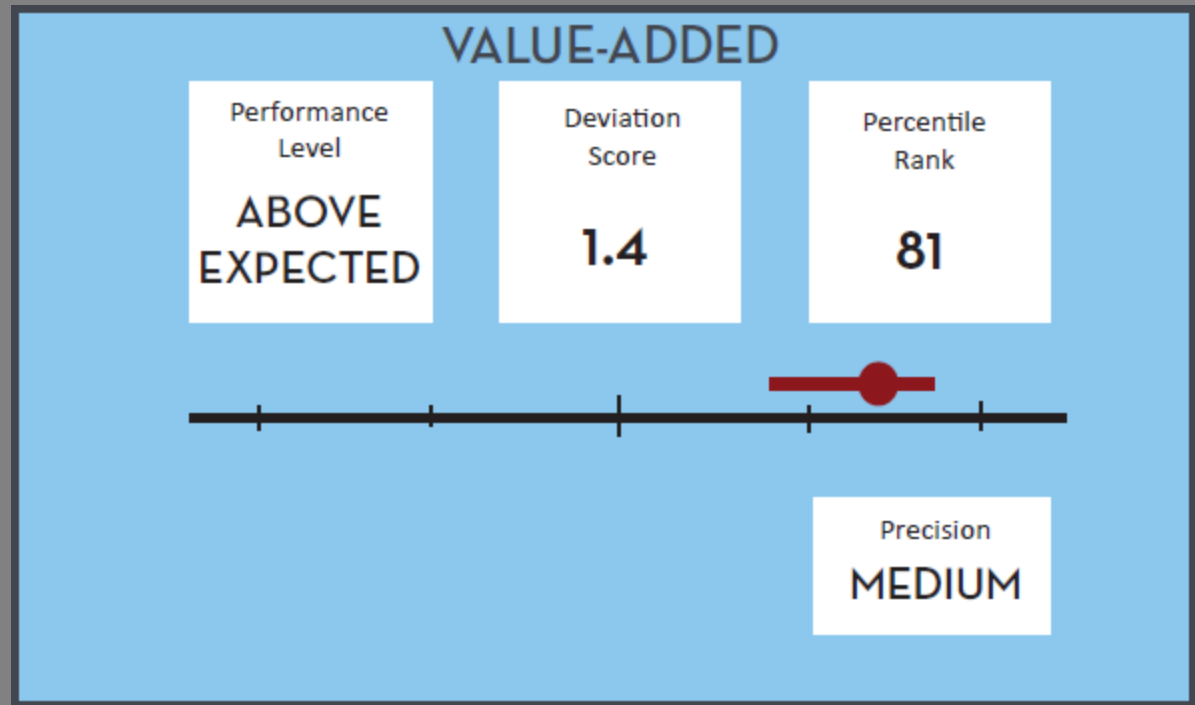 VALUE-ADDED
Performance
Level
ABOVE
EXPECTED
Deviation
Score
1.4
Percentile
Rank
81
Precision
MEDIUM